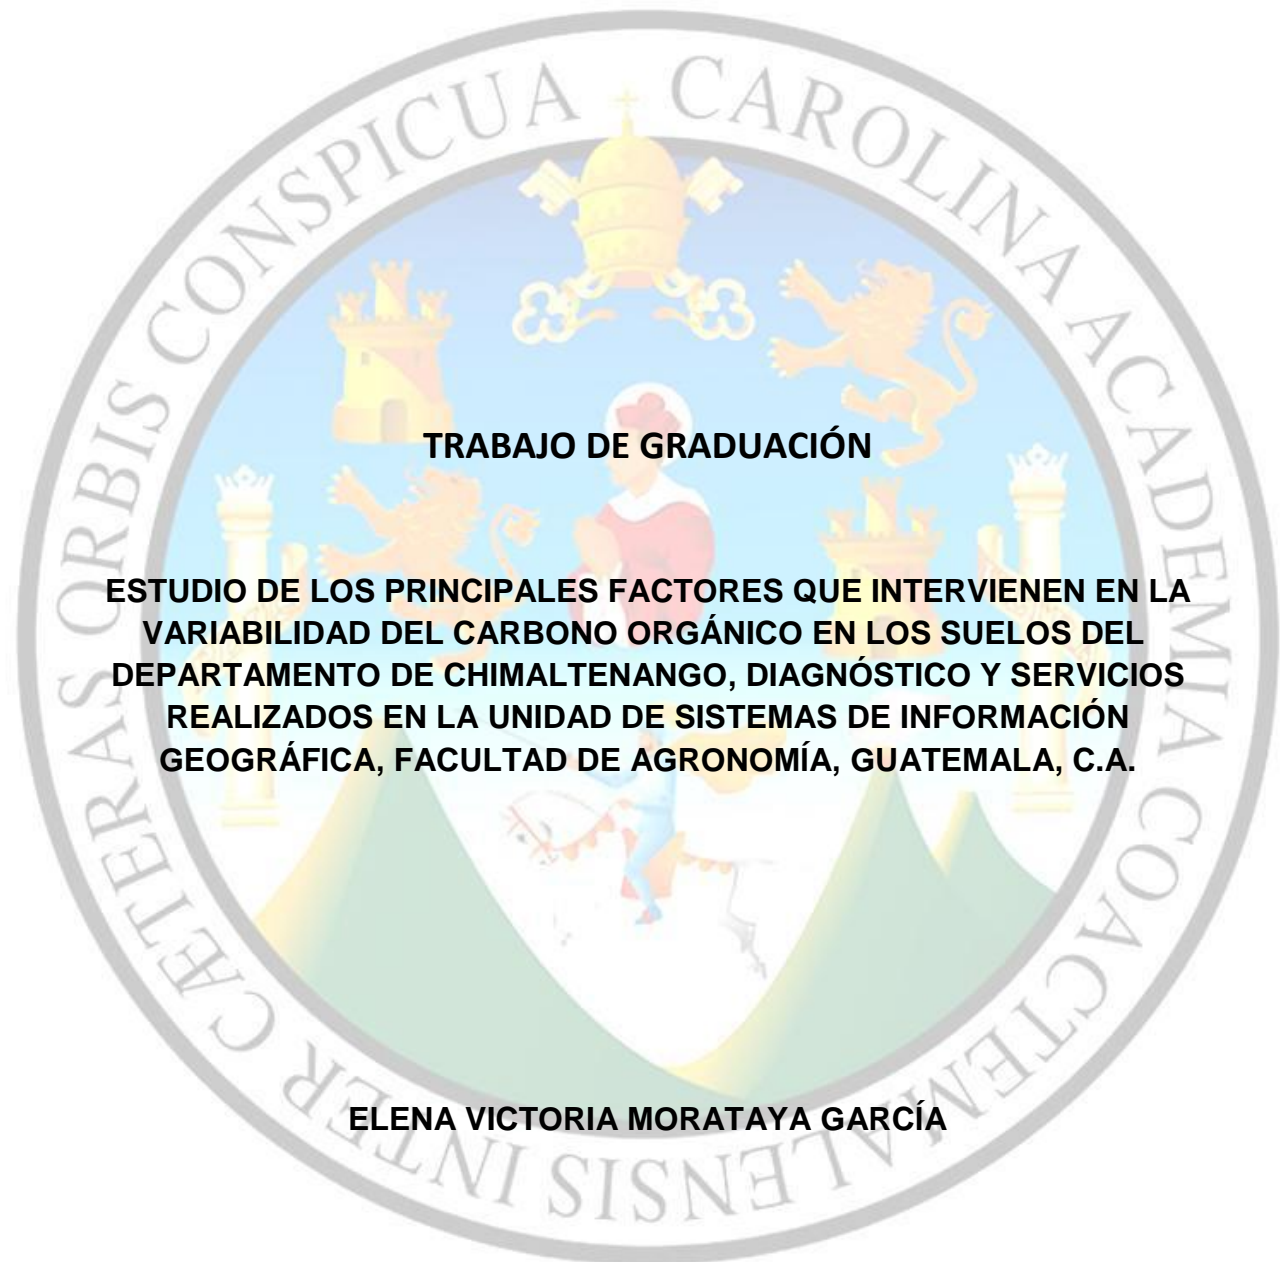 CÆTERAS ORBIS CONSPICUA CAROLINA ACADEMIA COACTEMALENSIS INTER
TRABAJO DE GRADUACIÓN
ESTUDIO DE LOS PRINCIPALES FACTORES QUE INTERVIENEN EN LA
VARIABILIDAD DEL CARBONO ORGÁNICO EN LOS SUELOS DEL
DEPARTAMENTO DE CHIMALTENANGO, DIAGNÓSTICO Y SERVICIOS
REALIZADOS EN LA UNIDAD DE SISTEMAS DE INFORMACIÓN
GEOGRÁFICA, FACULTAD DE AGRONOMÍA, GUATEMALA, C.A.
ELENA VICTORIA MORATAYA GARCÍA